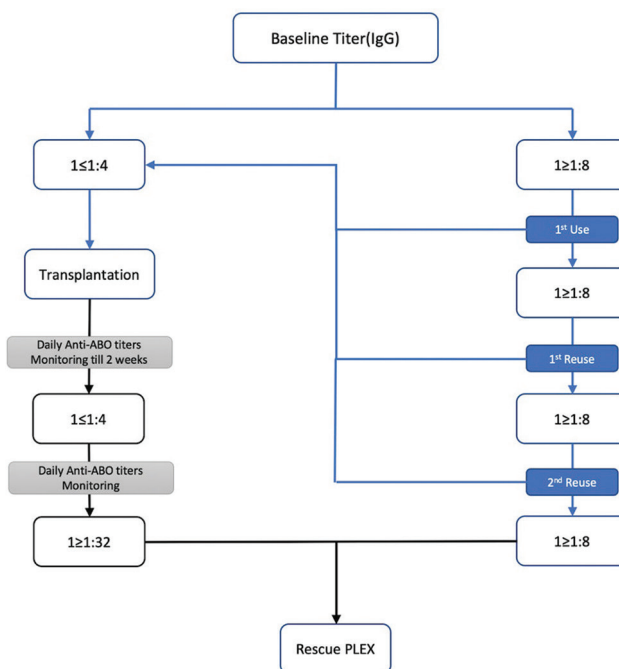 Baseline Titer(IgG)
1≤1:4
1≥1:8
1st Use
Transplantation
1≥1:8
Daily Anti-ABO titers
Monitoring till 2 weeks
1st Reuse
1≤1:4
1≥1:8
Daily Anti-ABO titers
Monitoring
2nd Reuse
1≥1:32
1≥1:8
Rescue PLEX